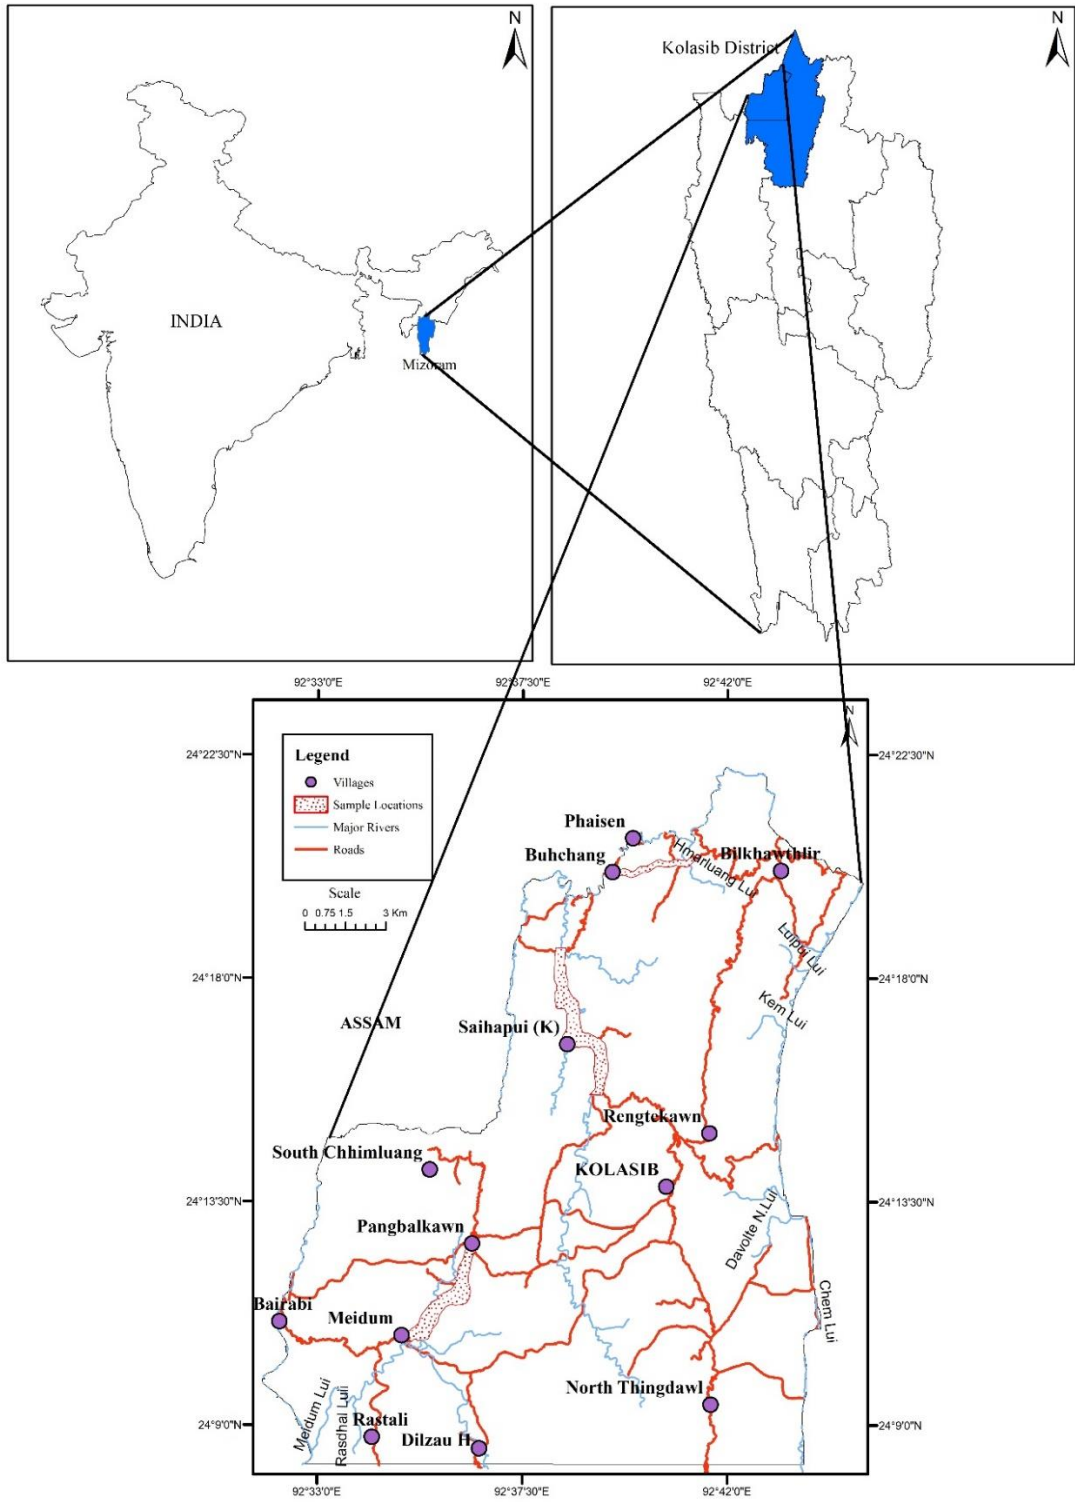 N
INDIA
Mizoram
N
Kolasib District
92°33'0"E
92°37'30"E
92°42'0"E
N
24°22'30"N
24°22'30"N
Legend
Villages
Sample Locations
Major Rivers
Roads
Scale
0 0.75 1.5 3 Km
Phaisen
Buhchang
Hmarluang Lui
Bilkhawthlir
Luipui Lui
24°18'0"N
24°18'0"N
Kem Lui
ASSAM
Saihapui (K)
Rengtekawn
South Chhimluang
KOLASIB
24°13'30"N
24°13'30"N
Pangbalkawn
Davolte N.Lui
Bairabi
Meidum
Chem Lui
North Thingdawl
Meidum Lui
Rasdhai Lui
Rastali
Dilzau H
24°9'0"N
24°9'0"N
92°33'0"E
92°37'30"E
92°42'0"E